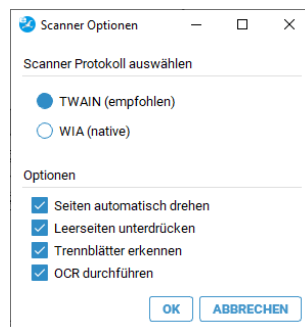 Scanner Optionen
Scanner Protokoll auswählen
TWAIN (empfohlen)
WIA (native)
Optionen
Seiten automatisch drehen
Leerseiten unterdrücken
Trennblätter erkennen
OCR durchführen
OK ABBRECHEN